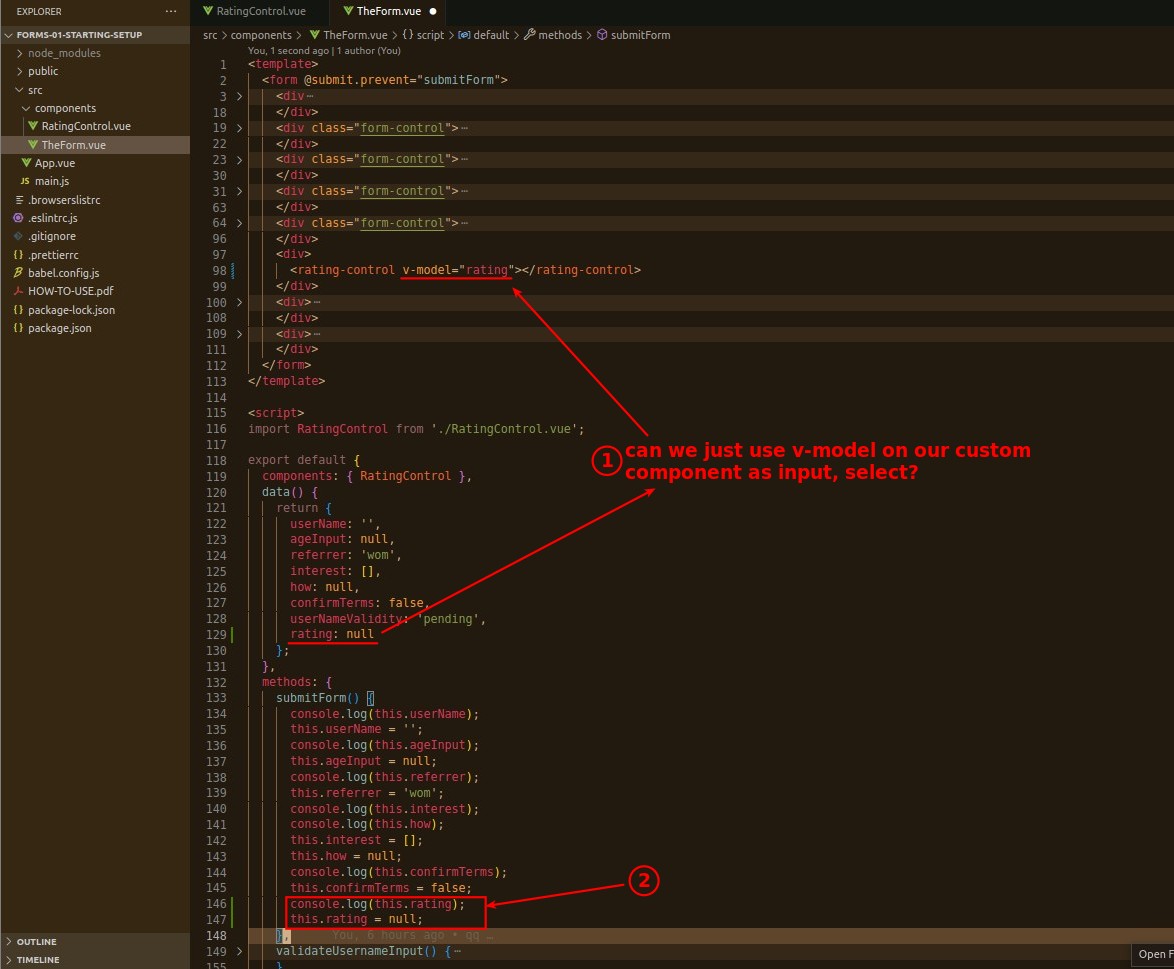 EXPLORER
···
RatingControl.vue
TheForm.vue ●
FORMS-01-STARTING-SETUP
node_modules
public
src
components
RatingControl.vue
TheForm.vue
App.vue
JS main.js
.browserslistrc
.eslintrc.js
.gitignore
{} .prettierrc
babel.config.js
HOW-TO-USE.pdf
{} package-lock.json
{} package.json
OUTLINE
TIMELINE
src > components > TheForm.vue > {} script > default > methods > submitForm
You, 1 second ago | 1 author (You)
1 <template>
2 <form @submit.prevent="submitForm">
3 > <div···
18 </div>
19 > <div class="form-control">···
22 </div>
23 > <div class="form-control">···
30 </div>
31 > <div class="form-control">···
63 </div>
64 > <div class="form-control">···
96 </div>
97 <div>
98 <rating-control v-model="rating"></rating-control>
99 </div>
100 > <div>···
108 </div>
109 > <div>···
111 </div>
112 </form>
113 </template>
114
115 <script>
116 import RatingControl from './RatingControl.vue';
117
118 export default {
119 components: { RatingControl },
120 data() {
121 return {
122 userName: '',
123 ageInput: null,
124 referrer: 'wom',
125 interest: [],
126 how: null,
127 confirmTerms: false,
128 userNameValidity: 'pending',
129 rating: null
130 };
131 },
132 methods: {
133 submitForm() {
134 console.log(this.userName);
135 this.userName = '';
136 console.log(this.ageInput);
137 this.ageInput = null;
138 console.log(this.referrer);
139 this.referrer = 'wom';
140 console.log(this.interest);
141 console.log(this.how);
142 this.interest = [];
143 this.how = null;
144 console.log(this.confirmTerms);
145 this.confirmTerms = false;
146 console.log(this.rating);
147 this.rating = null;
148 }, You, 6 hours ago • qq …
149 > validateUsernameInput() {···
155 }
1 can we just use v-model on our custom
component as input, select?
2
Open F